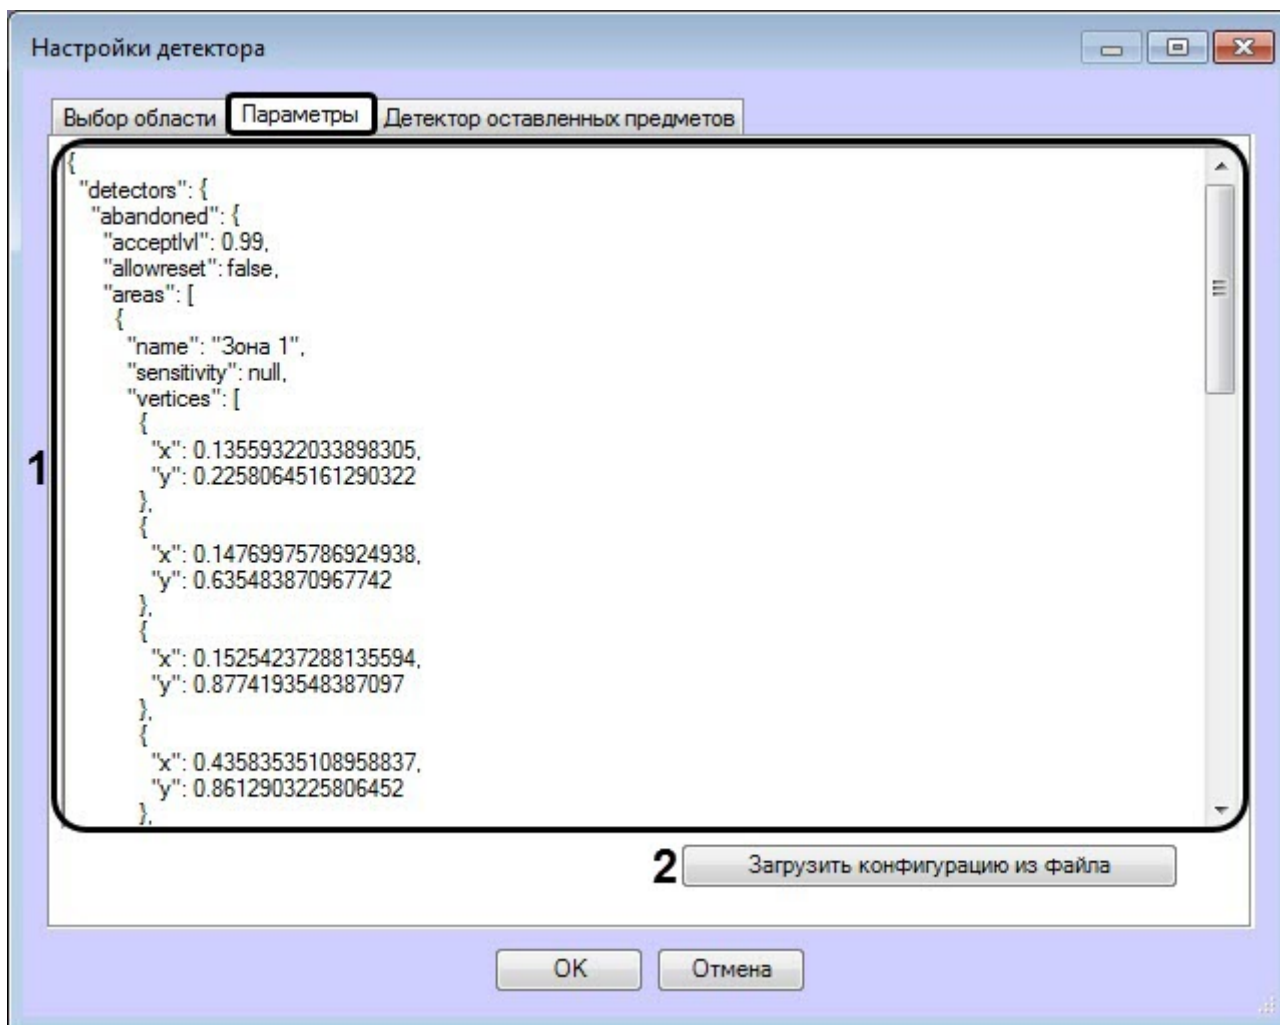 Настройки детектора
Выбор области Параметры Детектор оставленных предметов
{
"detectors": {
"abandoned": {
"acceptlvl": 0.99,
"allowreset": false,
"areas": [
{
"name": "Зона 1",
"sensitivity": null,
"vertices": [
{
"x": 0.13559322033898305,
"y": 0.22580645161290322
},
{
"x": 0.14769975786924938,
"y": 0.635483870967742
},
{
"x": 0.15254237288135594,
"y": 0.8774193548387097
},
{
"x": 0.43583535108958837,
"y": 0.8612903225806452
},
1
2 Загрузить конфигурацию из файла
OK Отмена